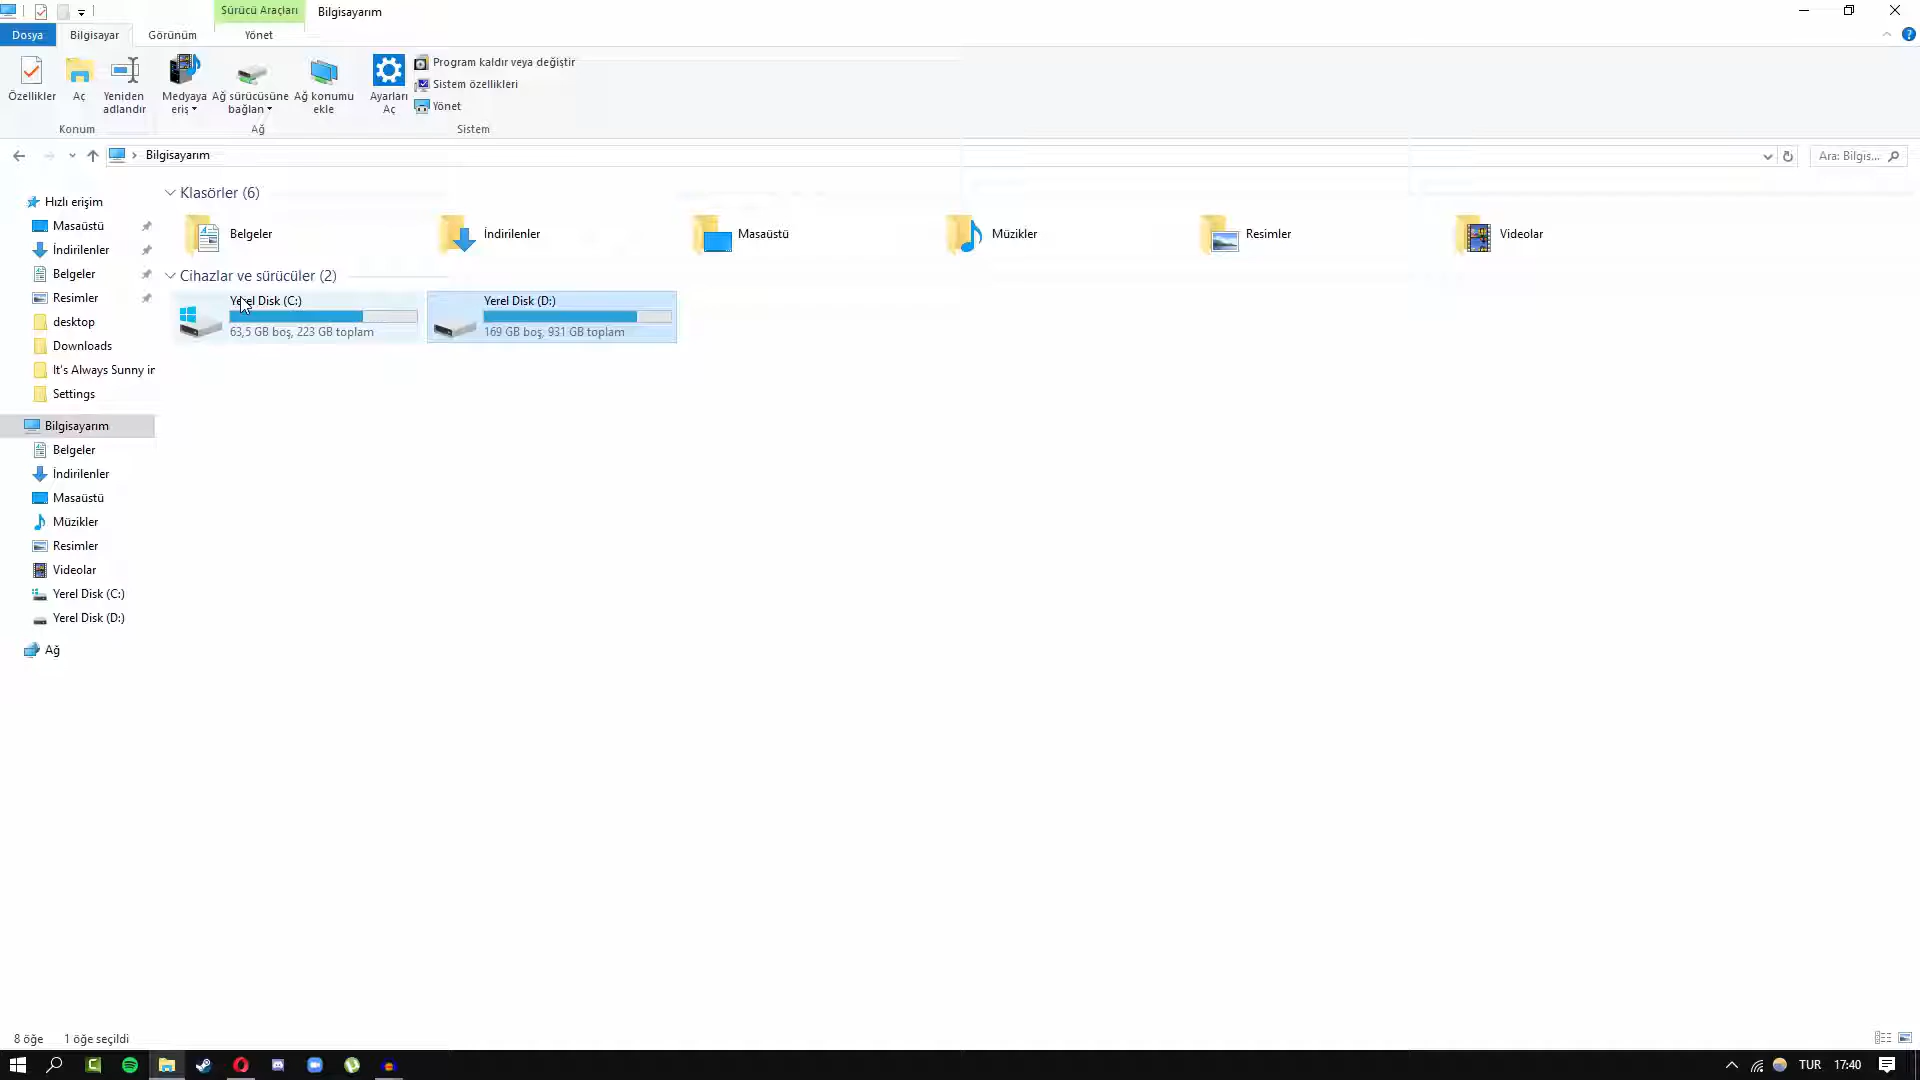 Sürücü Araçları
Bilgisayarım
Dosya
Bilgisayar
Görünüm
Yönet
Özellikler
Aç
Yeniden
adlandır
Medyaya
eriş
Ağ sürücüsüne
bağlan
Ağ konumu
ekle
Ayarları
Aç
Program kaldır veya değiştir
Sistem özellikleri
Yönet
Konum
Ağ
Sistem
Bilgisayarım
Ara: Bilgis...
Hızlı erişim
Masaüstü
İndirilenler
Belgeler
Resimler
desktop
Downloads
It's Always Sunny in
Settings
Bilgisayarım
Belgeler
İndirilenler
Masaüstü
Müzikler
Resimler
Videolar
Yerel Disk (C:)
Yerel Disk (D:)
Ağ
Klasörler (6)
Belgeler
İndirilenler
Masaüstü
Müzikler
Resimler
Videolar
Cihazlar ve sürücüler (2)
Yerel Disk (C:)
63,5 GB boş, 223 GB toplam
Yerel Disk (D:)
169 GB boş, 931 GB toplam
8 öğe
1 öğe seçildi
TUR
17:40